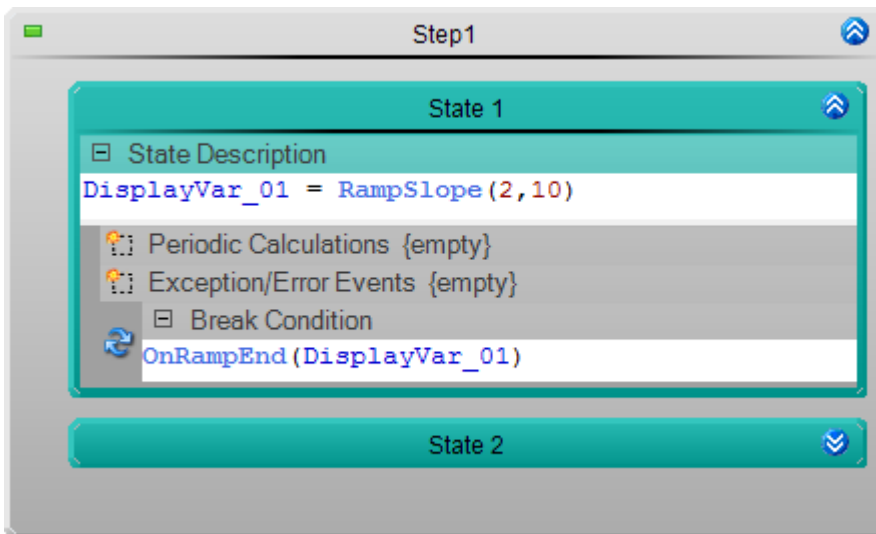 Step1
State 1
State Description
DisplayVar_01 = RampSlope(2,10)
Periodic Calculations {empty}
Exception/Error Events {empty}
Break Condition
OnRampEnd(DisplayVar_01)
State 2